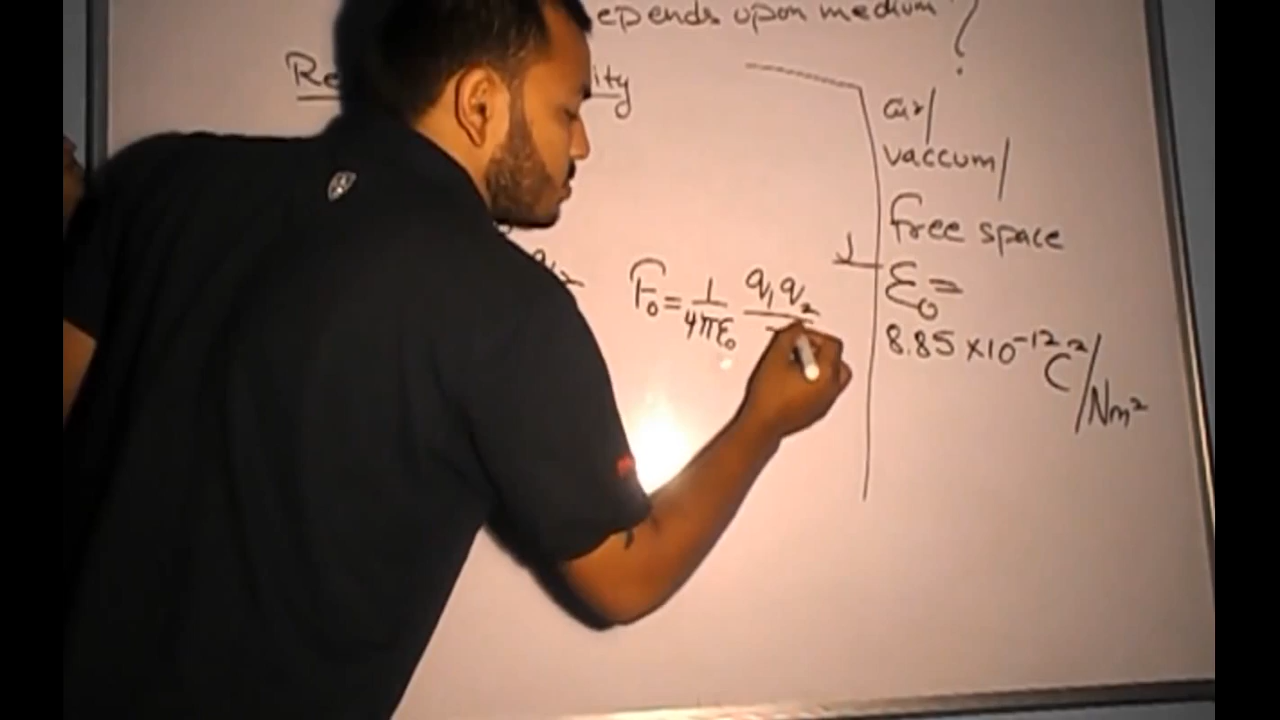 epends upon medium ?
Re ity
air/
vaccum/
free space
ε₀=
8.85 ×10⁻¹² C²/Nm²
F₀ = 1/4πε₀ q₁q₂